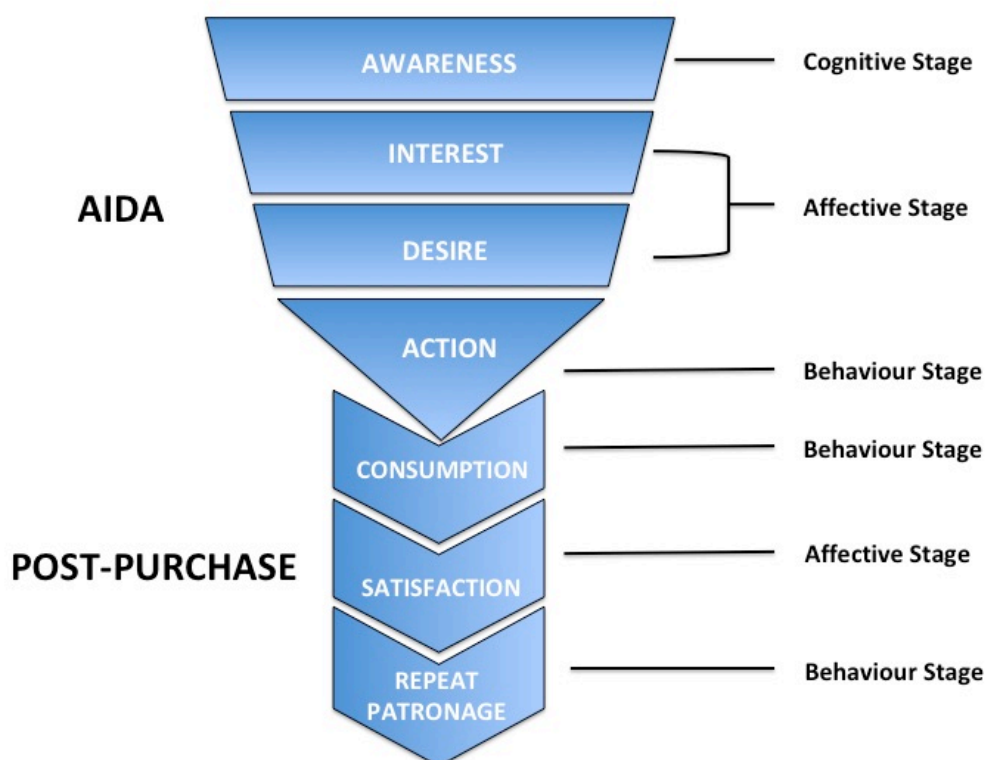 AWARENESS
Cognitive Stage
INTEREST
AIDA
Affective Stage
DESIRE
ACTION
Behaviour Stage
CONSUMPTION
Behaviour Stage
POST-PURCHASE
SATISFACTION
Affective Stage
REPEAT
PATRONAGE
Behaviour Stage